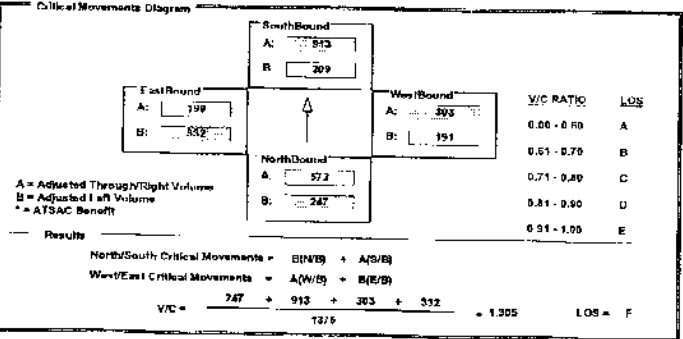 Critical Movements Diagram
SouthBound
A: 913
B: 209
EastBound
A: 199
B: 332
WestBound
A: 303
B: 191
NorthBound
A: 573
B: 247
V/C RATIO LOS
0.00 - 0.60 A
0.61 - 0.70 B
0.71 - 0.80 C
0.81 - 0.90 D
0.91 - 1.00 E
A = Adjusted Through/Right Volume
B = Adjusted Left Volume
* = ATSAC Benefit
Results
North/South Critical Movements = B(N/B) + A(S/B)
West/East Critical Movements = A(W/B) + B(E/B)
V/C = 247 + 913 + 303 + 332
1375
= 1.305 LOS = F